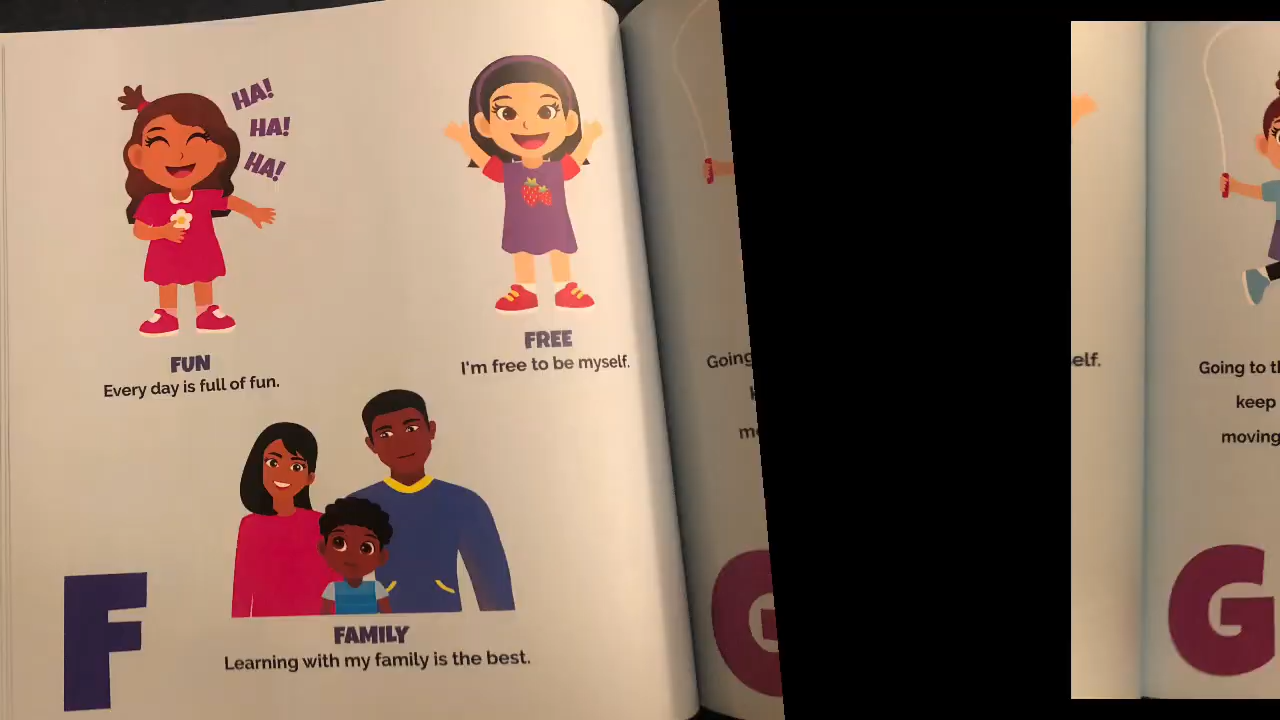 HA!
HA!
HA!
FUN
Every day is full of fun.
FREE
I'm free to be myself.
FAMILY
Learning with my family is the best.
F
Going
G
elf.
Going to
keep
moving
G